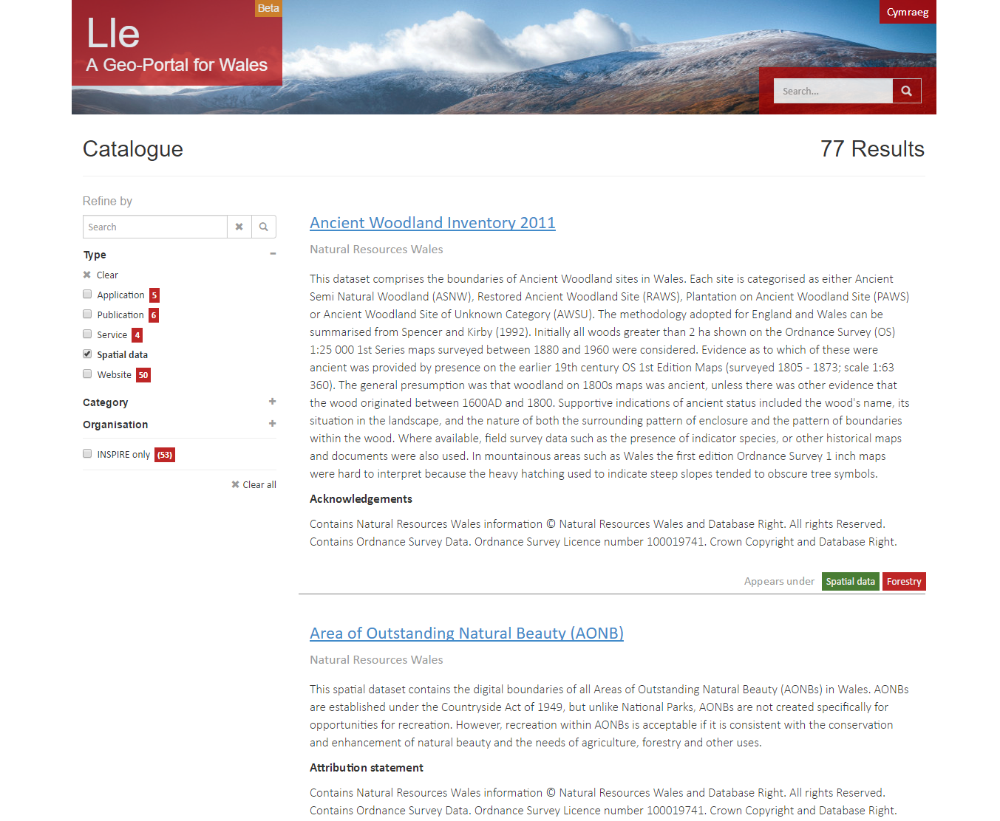 Beta
Cymraeg
Lle
A Geo-Portal for Wales
Search...
Catalogue
77 Results
Refine by
Search
Type
Clear
Application 5
Publication 6
Service 4
Spatial data
Website 50
Category
Organisation
INSPIRE only (53)
Clear all
Ancient Woodland Inventory 2011
Natural Resources Wales
This dataset comprises the boundaries of Ancient Woodland sites in Wales. Each site is categorised as either Ancient
Semi Natural Woodland (ASNW), Restored Ancient Woodland Site (RAWS), Plantation on Ancient Woodland Site (PAWS)
or Ancient Woodland Site of Unknown Category (AWSU). The methodology adopted for England and Wales can be
summarised from Spencer and Kirby (1992). Initially all woods greater than 2 ha shown on the Ordnance Survey (OS)
1:25 000 1st Series maps surveyed between 1880 and 1960 were considered. Evidence as to which of these were
ancient was provided by presence on the earlier 19th century OS 1st Edition Maps (surveyed 1805 - 1873; scale 1:63
360). The general presumption was that woodland on 1800s maps was ancient, unless there was other evidence that
the wood originated between 1600AD and 1800. Supportive indications of ancient status included the wood's name, its
situation in the landscape, and the nature of both the surrounding pattern of enclosure and the pattern of boundaries
within the wood. Where available, field survey data such as the presence of indicator species, or other historical maps
and documents were also used. In mountainous areas such as Wales the first edition Ordnance Survey 1 inch maps
were hard to interpret because the heavy hatching used to indicate steep slopes tended to obscure tree symbols.
Acknowledgements
Contains Natural Resources Wales information © Natural Resources Wales and Database Right. All rights Reserved.
Contains Ordnance Survey Data. Ordnance Survey Licence number 100019741. Crown Copyright and Database Right.
Appears under Spatial data Forestry
Area of Outstanding Natural Beauty (AONB)
Natural Resources Wales
This spatial dataset contains the digital boundaries of all Areas of Outstanding Natural Beauty (AONBs) in Wales. AONBs
are established under the Countryside Act of 1949, but unlike National Parks, AONBs are not created specifically for
opportunities for recreation. However, recreation within AONBs is acceptable if it is consistent with the conservation
and enhancement of natural beauty and the needs of agriculture, forestry and other uses.
Attribution statement
Contains Natural Resources Wales information © Natural Resources Wales and Database Right. All rights Reserved.
Contains Ordnance Survey Data. Ordnance Survey Licence number 100019741. Crown Copyright and Database Right.